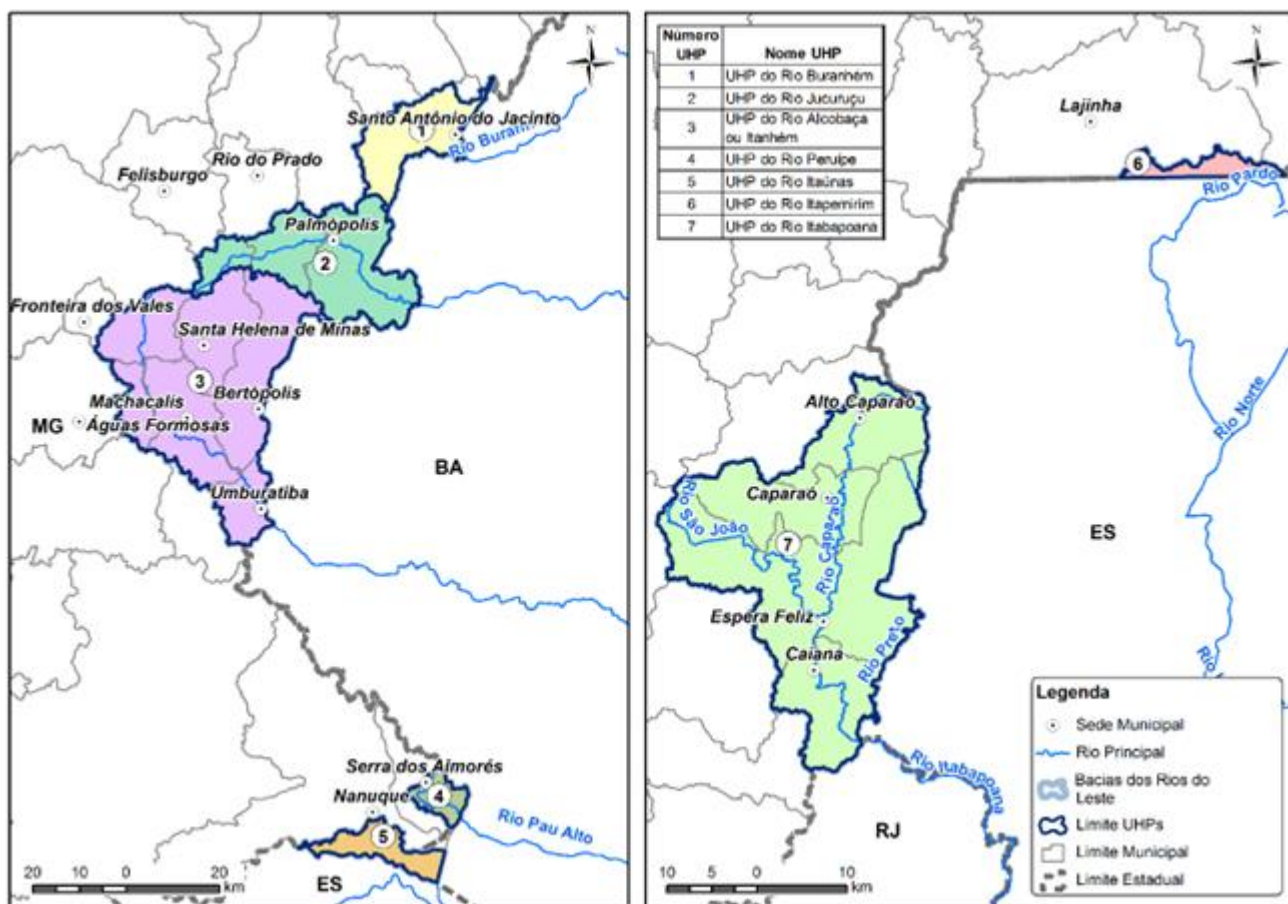 N
Santo Antônio do Jacinto
1
Rio Buranh
Rio do Prado
Felisburgo
Palmópolis
2
Fronteira dos Vales
Santa Helena de Minas
3
Bertópolis
Machacalis
MG
Águas Formosas
BA
Umburatiba
Serra dos Aimorés
4
Nanuque
Rio Pau Alto
5
ES
20 10 0 20
km
Número UHP Nome UHP
1 UHP do Rio Buranhém
2 UHP do Rio Jucuruçu
3 UHP do Rio Alcobaça
ou Itanhém
4 UHP do Rio Peruípe
5 UHP do Rio Itaúnas
6 UHP do Rio Itapemirim
7 UHP do Rio Itabapoana
N
Lajinha
6
Rio Pardo
Rio Norte
Alto Caparaó
Caparaó
Rio São João
7
Rio Caparaó
ES
Espera Feliz
Rio Preto
Caiana
Rio
Rio Itabapoana
RJ
10 5 0 10
km
Legenda
Sede Municipal
Rio Principal
Bacias dos Rios do
Leste
Limite UHPs
Limite Municipal
Limite Estadual